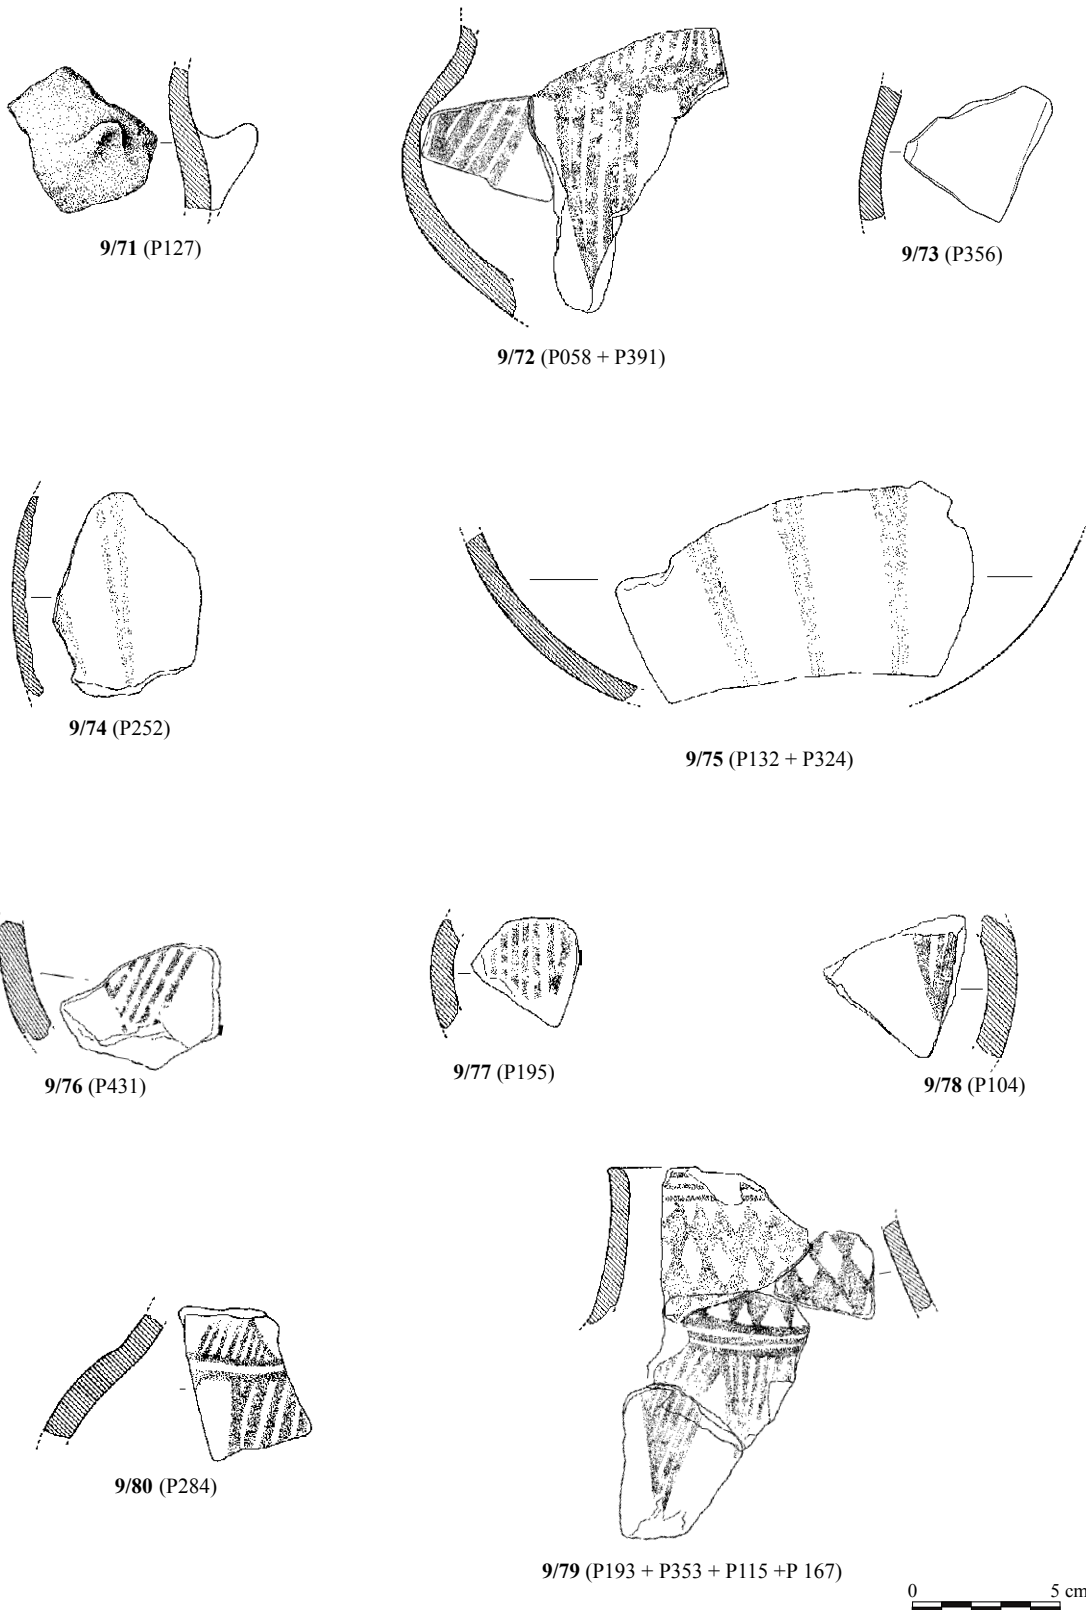 9/71 (P127)
9/72 (P058 + P391)
9/73 (P356)
9/74 (P252)
9/75 (P132 + P324)
9/76 (P431)
9/77 (P195)
9/78 (P104)
9/80 (P284)
9/79 (P193 + P353 + P115 +P 167)
0 5 cm